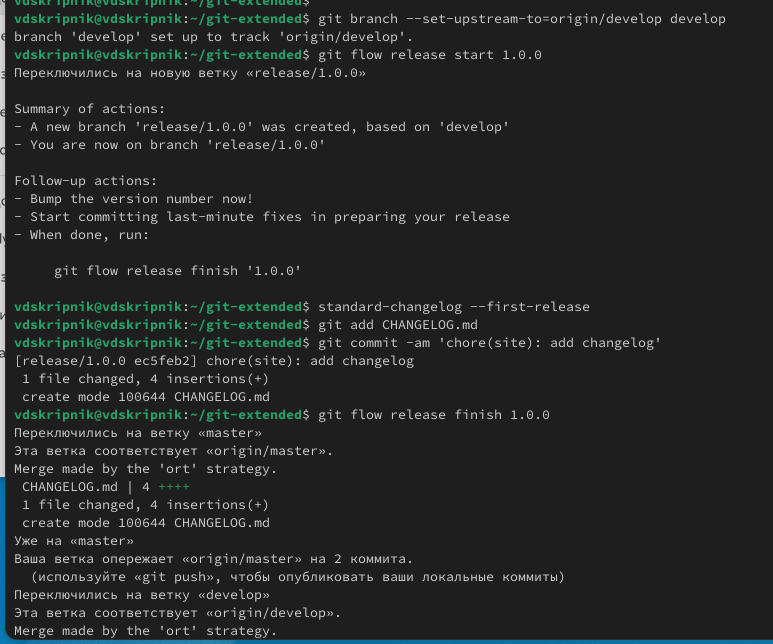 vdskripnik@vdskripnik:~/git-extended$
vdskripnik@vdskripnik:~/git-extended$ git branch --set-upstream-to=origin/develop develop
branch 'develop' set up to track 'origin/develop'.
vdskripnik@vdskripnik:~/git-extended$ git flow release start 1.0.0
Переключились на новую ветку «release/1.0.0»
Summary of actions:
- A new branch 'release/1.0.0' was created, based on 'develop'
- You are now on branch 'release/1.0.0'
Follow-up actions:
- Bump the version number now!
- Start committing last-minute fixes in preparing your release
- When done, run:
git flow release finish '1.0.0'
vdskripnik@vdskripnik:~/git-extended$ standard-changelog --first-release
vdskripnik@vdskripnik:~/git-extended$ git add CHANGELOG.md
vdskripnik@vdskripnik:~/git-extended$ git commit -am 'chore(site): add changelog'
[release/1.0.0 ec5feb2] chore(site): add changelog
1 file changed, 4 insertions(+)
create mode 100644 CHANGELOG.md
vdskripnik@vdskripnik:~/git-extended$ git flow release finish 1.0.0
Переключились на ветку «master»
Эта ветка соответствует «origin/master».
Merge made by the 'ort' strategy.
CHANGELOG.md | 4 ++++
1 file changed, 4 insertions(+)
create mode 100644 CHANGELOG.md
Уже на «master»
Ваша ветка опережает «origin/master» на 2 коммита.
(используйте «git push», чтобы опубликовать ваши локальные коммиты)
Переключились на ветку «develop»
Эта ветка соответствует «origin/develop».
Merge made by the 'ort' strategy.